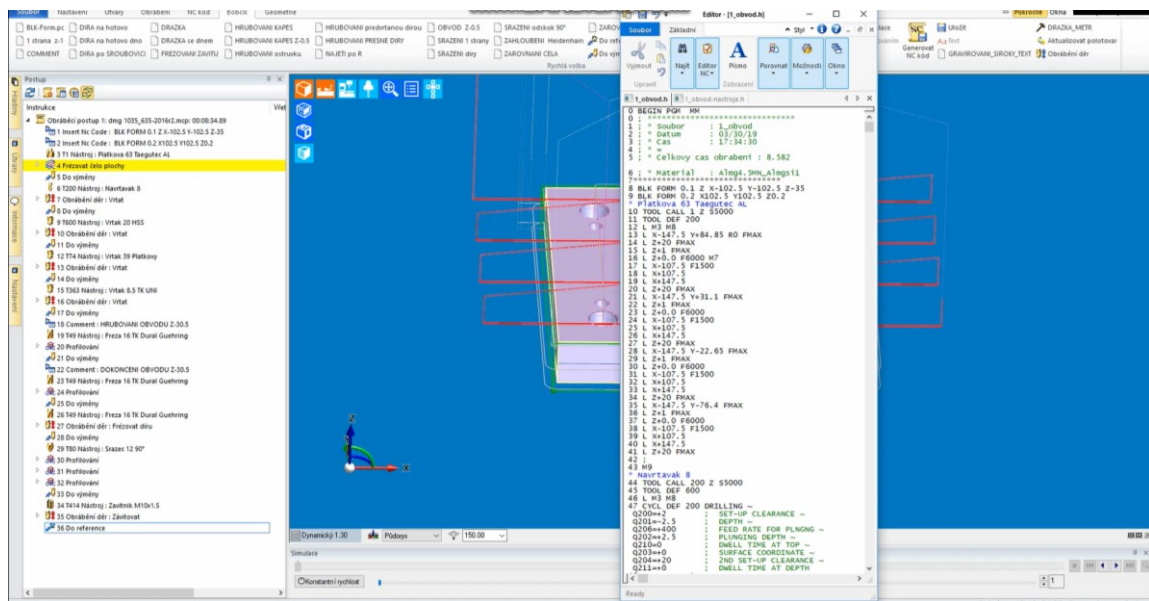 Soubor Nastavení Utvary Obrábění NC kód Bobcik Geometrie
Pokročilé Okna
BLK-Form.pc DIRA na hotovo DRAZKA HRUBOVANI KAPES HRUBOVANI predvrtanou dirou OBVOD Z-0.5 SRAZENI odskok 90°
1 strana z-1 DIRA na hotovo dno DRAZKA se dnem HRUBOVANI KAPES Z-0.5 HRUBOVANI PRESNE DIRY SRAZENI 1 strany ZAHLOUBENI Heidenhain
COMMENT DIRA po SROUBOVICI FREZOVANI ZAVITU HRUBOVANI ostruvku NAJETI po R SRAZENI diry ZAROVNANI CELA
Rychlá volba
Generovat NC kód
Uložit
Text
GRAVIROVANI_SIROKY_TEXT
DRAZKA_METR
Aktualizovat polotovar
Obrábění děr
Postup
Instrukce
Obráběcí postup 1: dmg 1035_635-2016r2.mcp: 00:08:34.89
1 Insert Nc Code : BLK FORM 0.1 Z X-102.5 Y-102.5 Z-35
2 Insert Nc Code : BLK FORM 0.2 X102.5 Y102.5 Z0.2
3 T1 Nástroj : Platkova 63 Taegutec AL
4 Frézovat čelo plochy
5 Do výměny
6 T200 Nástroj : Navrtavak 8
7 Obrábění děr : Vrtat
8 Do výměny
9 T600 Nástroj : Vrtak 20 HSS
10 Obrábění děr : Vrtat
11 Do výměny
12 T74 Nástroj : Vrtak 39 Platkovy
13 Obrábění děr : Vrtat
14 Do výměny
15 T363 Nástroj : Vrtak 8.5 TK UNI
16 Obrábění děr : Vrtat
17 Do výměny
18 Comment : HRUBOVANI OBVODU Z-30.5
19 T49 Nástroj : Freza 16 TK Dural Guehring
20 Profilování
21 Do výměny
22 Comment : DOKONCENI OBVODU Z-30.5
23 T49 Nástroj : Freza 16 TK Dural Guehring
24 Profilování
25 Do výměny
26 T49 Nástroj : Freza 16 TK Dural Guehring
27 Obrábění děr : Frézovat díru
28 Do výměny
29 T80 Nástroj : Srazec 12 90°
30 Profilování
31 Profilování
32 Profilování
33 Do výměny
34 T414 Nástroj : Zavitnik M10x1.5
35 Obrábění děr : Závitovat
36 Do reference
Hladiny
Utvary
Informace
Nastavení
Z
X
Dynamický 1.30 Půdorys 150.00
Simulace
Konstantní rychlost
1
Editor - [1_obvod.h]
Soubor Základní Styl
Vyjmout Najít Editor NC Písmo Porovnat Možnosti Okno
Upravit Zobrazení
1_obvod.h 1_obvod-nastroje.h
0 BEGIN PGM MM
0 ; *******************************
1 ; * Soubor : 1_obvod
2 ; * Datum : 03/30/19
3 ; * Cas : 17:34:30
4 ; * =
5 ; * Celkovy cas obrabeni : 8.582
6 ; * Material : Almg4.5MN_Almgsi1
7 *******************************
8 BLK FORM 0.1 Z X-102.5 Y-102.5 Z-35
9 BLK FORM 0.2 X102.5 Y102.5 Z0.2
* Platkova 63 Taegutec AL
10 TOOL CALL 1 Z S5000
11 TOOL DEF 200
12 L M3 M8
13 L X-147.5 Y+84.85 R0 FMAX
14 L Z+20 FMAX
15 L Z+1 FMAX
16 L Z+0.0 F6000 M7
17 L X-107.5 F1500
18 L X+107.5
19 L X+147.5
20 L Z+20 FMAX
21 L X-147.5 Y+31.1 FMAX
22 L Z+1 FMAX
23 L Z+0.0 F6000
24 L X-107.5 F1500
25 L X+107.5
26 L X+147.5
27 L Z+20 FMAX
28 L X-147.5 Y-22.65 FMAX
29 L Z+1 FMAX
30 L Z+0.0 F6000
31 L X-107.5 F1500
32 L X+107.5
33 L X+147.5
34 L Z+20 FMAX
35 L X-147.5 Y-76.4 FMAX
36 L Z+1 FMAX
37 L Z+0.0 F6000
38 L X-107.5 F1500
39 L X+107.5
40 L X+147.5
41 L Z+20 FMAX
42 ;
43 M9
* Navrtavak 8
44 TOOL CALL 200 Z S5000
45 TOOL DEF 600
46 L M3 M8
47 CYCL DEF 200 DRILLING ~
Q200=+2 ; SET-UP CLEARANCE ~
Q201=-2.5 ; DEPTH ~
Q206=+400 ; FEED RATE FOR PLNGNG ~
Q202=+2.5 ; PLUNGING DEPTH ~
Q210=0 ; DWELL TIME AT TOP ~
Q203=+0 ; SURFACE COORDINATE ~
Q204=+20 ; 2ND SET-UP CLEARANCE ~
Q211=+0 ; DWELL TIME AT DEPTH
Ready